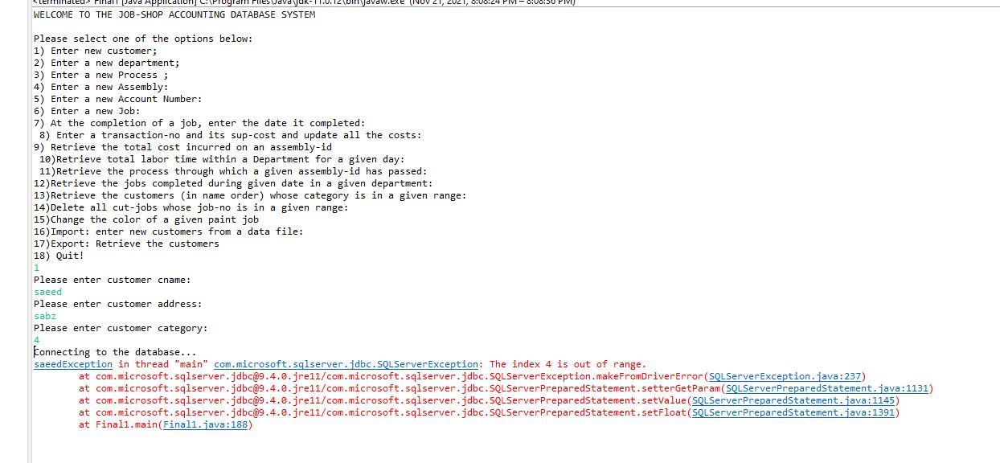 <terminated> Final1 [Java Application] C:\Program Files\Java\jdk-11.0.12\bin\javaw.exe (Nov 21, 2021, 8:08:24 PM – 8:08:36 PM)
WELCOME TO THE JOB-SHOP ACCOUNTING DATABASE SYSTEM
Please select one of the options below:
1) Enter new customer;
2) Enter a new department;
3) Enter a new Process ;
4) Enter a new Assembly:
5) Enter a new Account Number:
6) Enter a new Job:
7) At the completion of a job, enter the date it completed:
8) Enter a transaction-no and its sup-cost and update all the costs:
9) Retrieve the total cost incurred on an assembly-id
10)Retrieve total labor time within a Department for a given day:
11)Retrieve the process through which a given assembly-id has passed:
12)Retrieve the jobs completed during given date in a given department:
13)Retrieve the customers (in name order) whose category is in a given range:
14)Delete all cut-jobs whose job-no is in a given range:
15)Change the color of a given paint job
16)Import: enter new customers from a data file:
17)Export: Retrieve the customers
18) Quit!
1
Please enter customer cname:
saeed
Please enter customer address:
sabz
Please enter customer category:
4
Connecting to the database...
saeedException in thread "main" com.microsoft.sqlserver.jdbc.SQLServerException: The index 4 is out of range.
at com.microsoft.sqlserver.jdbc@9.4.0.jre11/com.microsoft.sqlserver.jdbc.SQLServerException.makeFromDriverError(SQLServerException.java:237)
at com.microsoft.sqlserver.jdbc@9.4.0.jre11/com.microsoft.sqlserver.jdbc.SQLServerPreparedStatement.setterGetParam(SQLServerPreparedStatement.java:1131)
at com.microsoft.sqlserver.jdbc@9.4.0.jre11/com.microsoft.sqlserver.jdbc.SQLServerPreparedStatement.setValue(SQLServerPreparedStatement.java:1145)
at com.microsoft.sqlserver.jdbc@9.4.0.jre11/com.microsoft.sqlserver.jdbc.SQLServerPreparedStatement.setFloat(SQLServerPreparedStatement.java:1391)
at Final1.main(Final1.java:188)